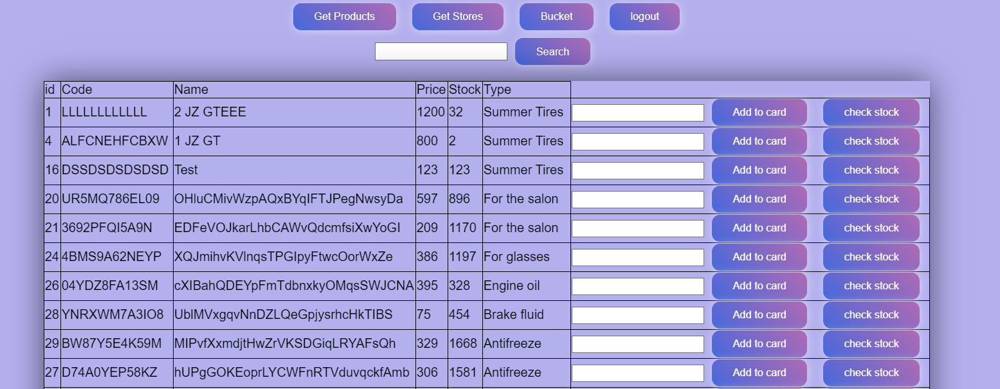 Get Products Get Stores Bucket logout
Search
id Code Name Price Stock Type
1 LLLLLLLLLLLL 2 JZ GTEEE 1200 32 Summer Tires Add to card check stock
4 ALFCNEHFCBXW 1 JZ GT 800 2 Summer Tires Add to card check stock
16 DSSDSDSDSDSD Test 123 123 Summer Tires Add to card check stock
20 UR5MQ786EL09 OHluCMivWzpAQxBYqIFTJPegNwsyDa 597 896 For the salon Add to card check stock
21 3692PFQI5A9N EDFeVOJkarLhbCAWvQdcmfsiXwYoGI 209 1170 For the salon Add to card check stock
24 4BMS9A62NEYP XQJmihvKVlnqsTPGIpyFtwcOorWxZe 386 1197 For glasses Add to card check stock
26 04YDZ8FA13SM cXIBahQDEYpFmTdbnxkyOMqsSWJCNA 395 328 Engine oil Add to card check stock
28 YNRXWM7A3IO8 UblMVxgqvNnDZLQeGpjysrhcHkTIBS 75 454 Brake fluid Add to card check stock
29 BW87Y5E4K59M MIPvfXxmdjtHwZrVKSDGiqLRYAFsQh 329 1668 Antifreeze Add to card check stock
27 D74A0YEP58KZ hUPgGOKEoprLYCWFnRTVduvqckfAmb 306 1581 Antifreeze Add to card check stock